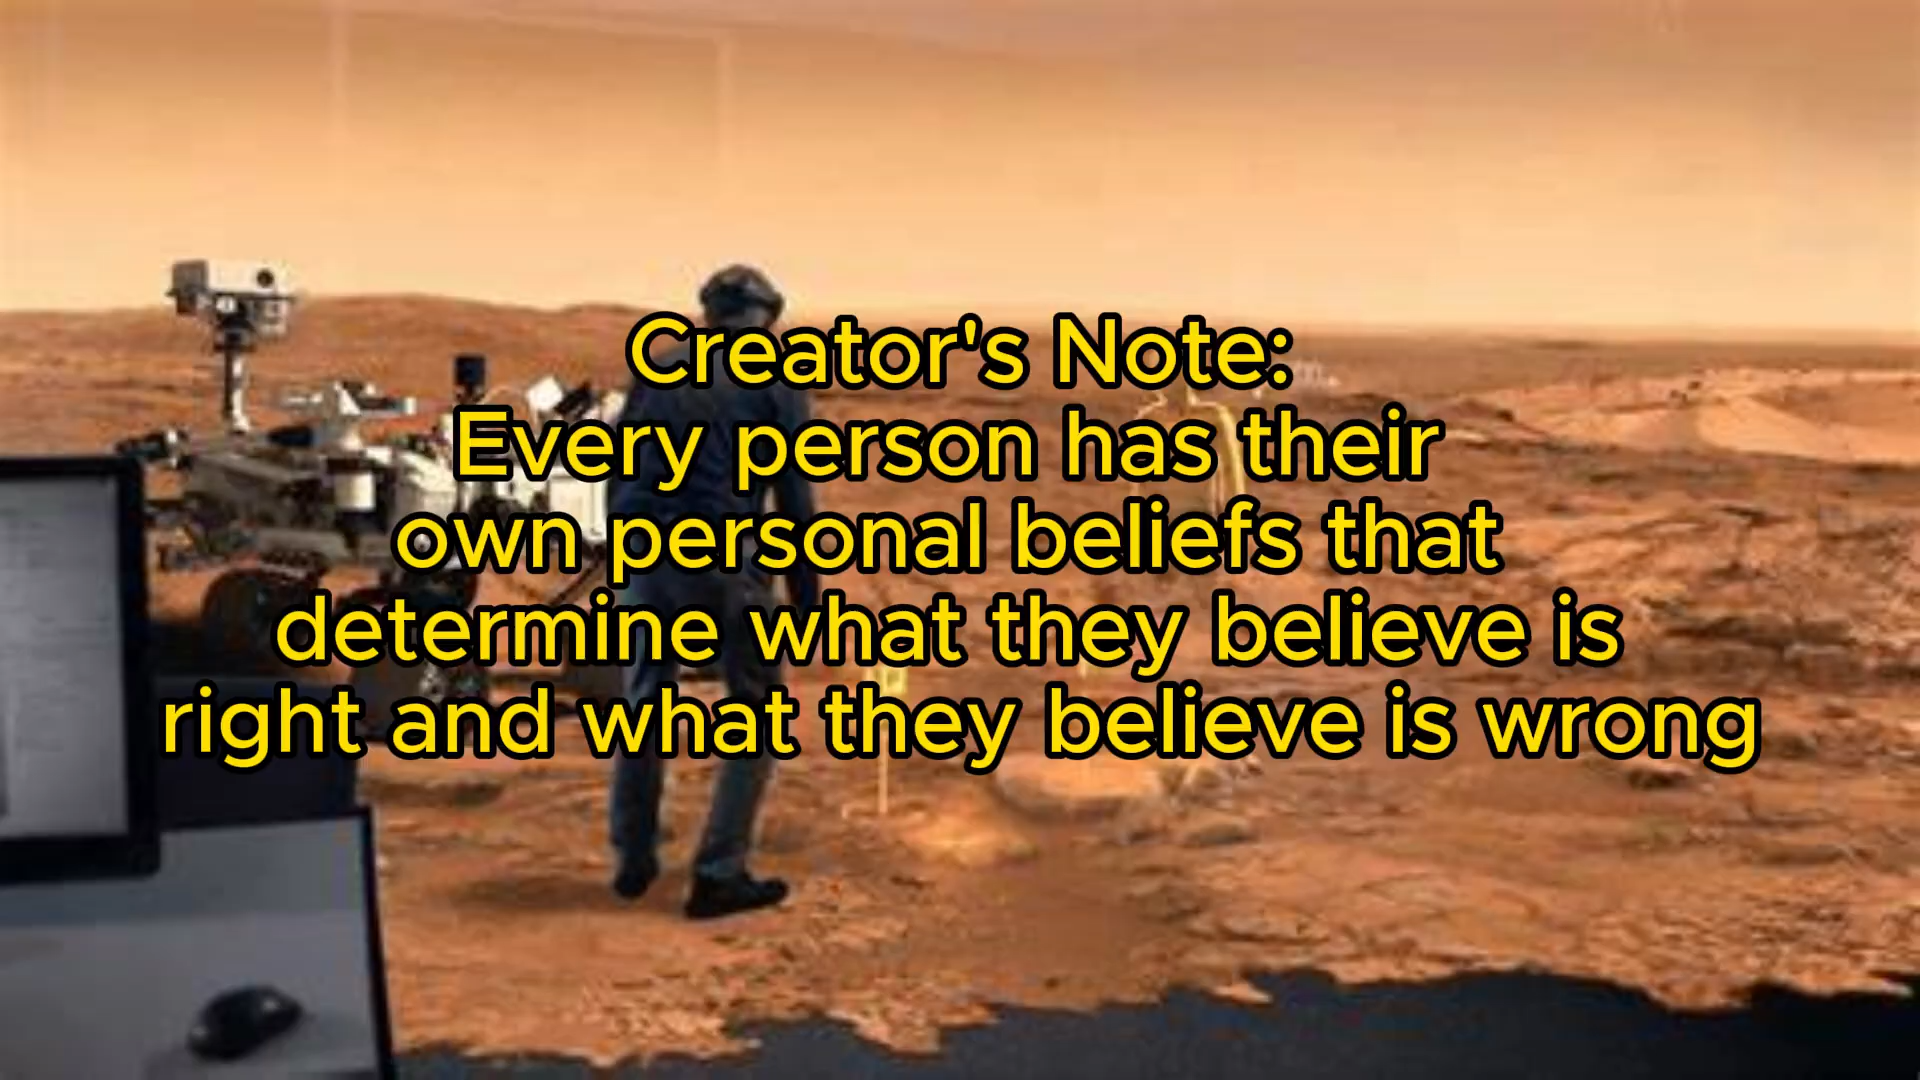 Creator's Note:
Every person has their
own personal beliefs that
determine what they believe is
right and what they believe is wrong